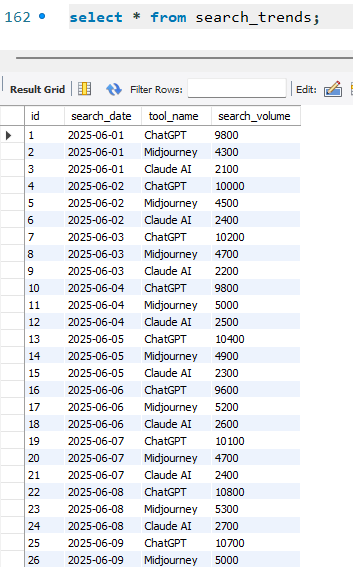 162 select * from search_trends;
Result Grid Filter Rows: Edit:
id search_date tool_name search_volume
1 2025-06-01 ChatGPT 9800
2 2025-06-01 Midjourney 4300
3 2025-06-01 Claude AI 2100
4 2025-06-02 ChatGPT 10000
5 2025-06-02 Midjourney 4500
6 2025-06-02 Claude AI 2400
7 2025-06-03 ChatGPT 10200
8 2025-06-03 Midjourney 4700
9 2025-06-03 Claude AI 2200
10 2025-06-04 ChatGPT 9800
11 2025-06-04 Midjourney 5000
12 2025-06-04 Claude AI 2500
13 2025-06-05 ChatGPT 10400
14 2025-06-05 Midjourney 4900
15 2025-06-05 Claude AI 2300
16 2025-06-06 ChatGPT 9600
17 2025-06-06 Midjourney 5200
18 2025-06-06 Claude AI 2600
19 2025-06-07 ChatGPT 10100
20 2025-06-07 Midjourney 4700
21 2025-06-07 Claude AI 2400
22 2025-06-08 ChatGPT 10800
23 2025-06-08 Midjourney 5300
24 2025-06-08 Claude AI 2700
25 2025-06-09 ChatGPT 10700
26 2025-06-09 Midjourney 5000